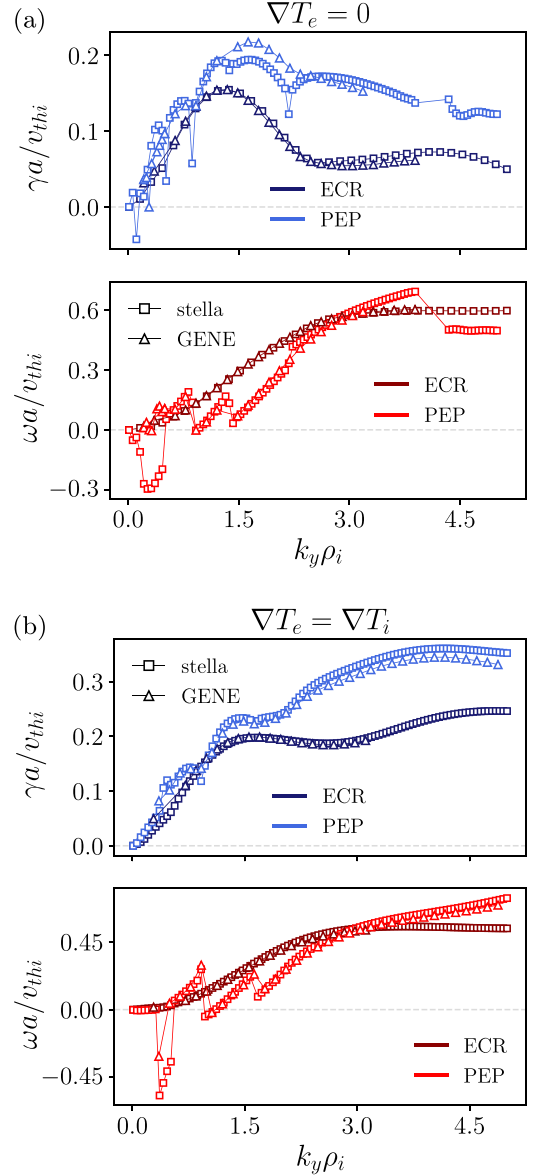 (a)
∇T_e = 0
γa/v_thi
0.2
0.1
0.0
ECR
PEP
ωa/v_thi
0.6
0.3
0.0
−0.3
stella
GENE
ECR
PEP
0.0 1.5 3.0 4.5
k_yρ_i
(b)
∇T_e = ∇T_i
γa/v_thi
0.3
0.2
0.1
0.0
stella
GENE
ECR
PEP
ωa/v_thi
0.45
0.00
−0.45
ECR
PEP
0.0 1.5 3.0 4.5
k_yρ_i